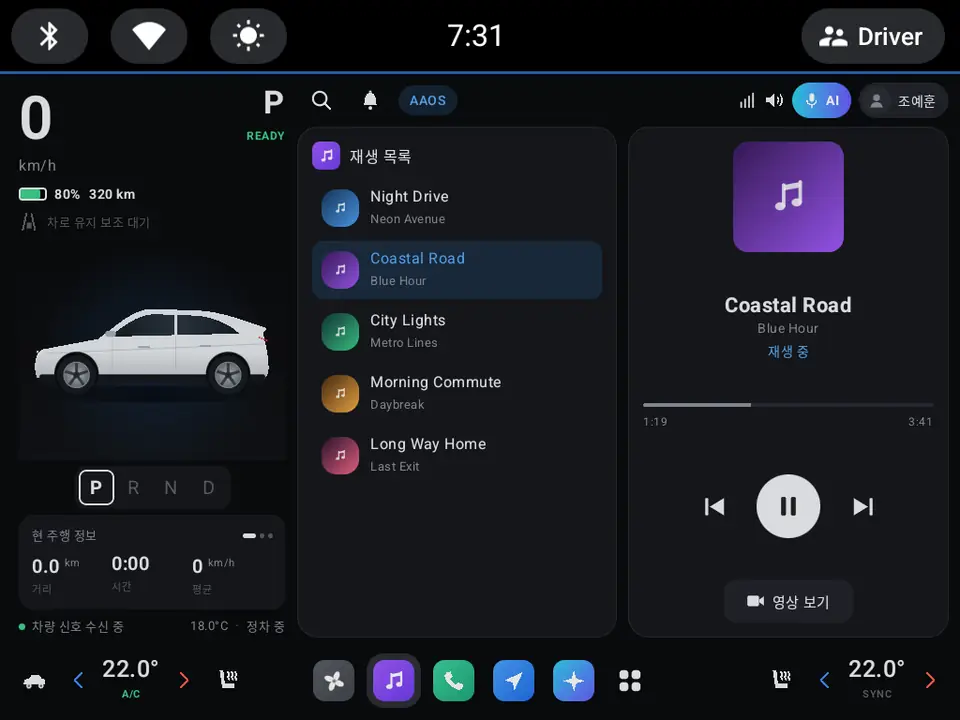 7:31
Driver
0
P
READY
km/h
80% 320 km
차로 유지 보조 대기
P R N D
현 주행 정보
0.0 km
거리
0:00
시간
0 km/h
평균
차량 신호 수신 중
18.0°C · 정차 중
AAOS
AI
조예훈
재생 목록
Night Drive
Neon Avenue
Coastal Road
Blue Hour
City Lights
Metro Lines
Morning Commute
Daybreak
Long Way Home
Last Exit
Coastal Road
Blue Hour
재생 중
1:19
3:41
영상 보기
22.0°
A/C
22.0°
SYNC